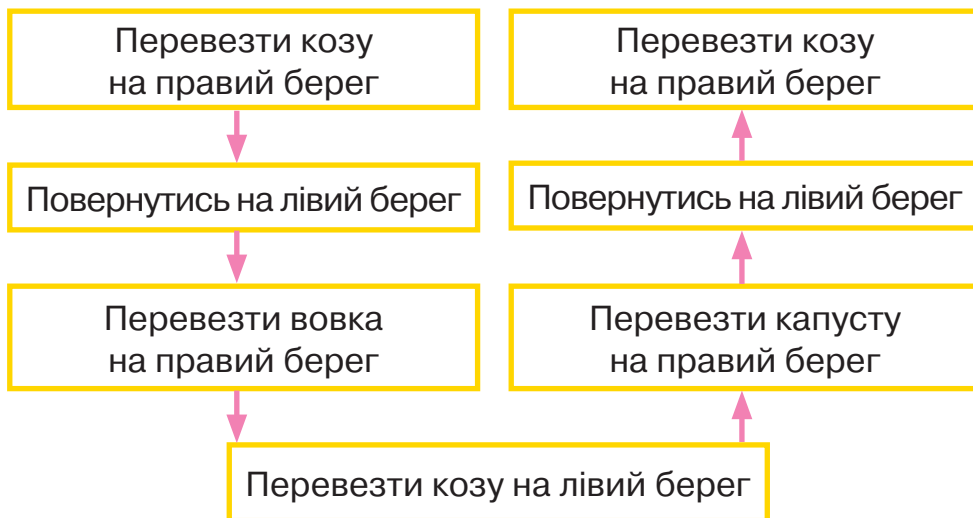 Перевезти козу
на правий берег
Повернутись на лівий берег
Перевезти вовка
на правий берег
Перевезти козу на лівий берег
Перевезти капусту
на правий берег
Повернутись на лівий берег
Перевезти козу
на правий берег